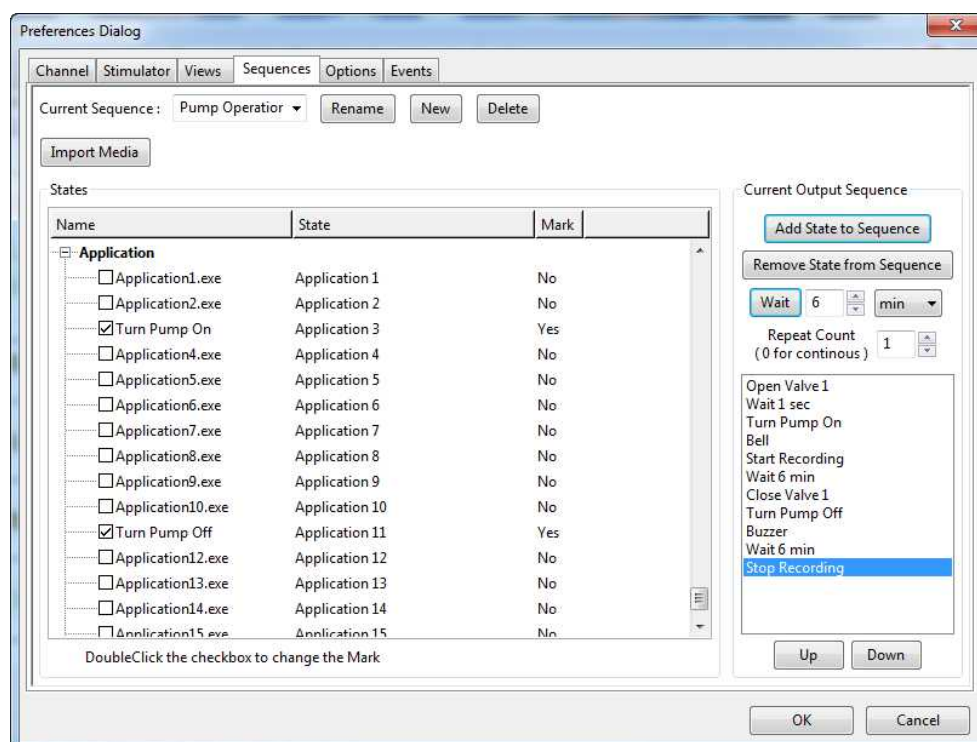 Preferences Dialog
Channel Stimulator Views Sequences Options Events
Current Sequence : Pump Operation Rename New Delete
Import Media
States
Name State Mark
Application
Application1.exe Application 1 No
Application2.exe Application 2 No
Turn Pump On Application 3 Yes
Application4.exe Application 4 No
Application5.exe Application 5 No
Application6.exe Application 6 No
Application7.exe Application 7 No
Application8.exe Application 8 No
Application9.exe Application 9 No
Application10.exe Application 10 No
Turn Pump Off Application 11 Yes
Application12.exe Application 12 No
Application13.exe Application 13 No
Application14.exe Application 14 No
Application15.exe Application 15 No
DoubleClick the checkbox to change the Mark
Current Output Sequence
Add State to Sequence
Remove State from Sequence
Wait 6 min
Repeat Count
( 0 for continous ) 1
Open Valve 1
Wait 1 sec
Turn Pump On
Bell
Start Recording
Wait 6 min
Close Valve 1
Turn Pump Off
Buzzer
Wait 6 min
Stop Recording
Up Down
OK Cancel